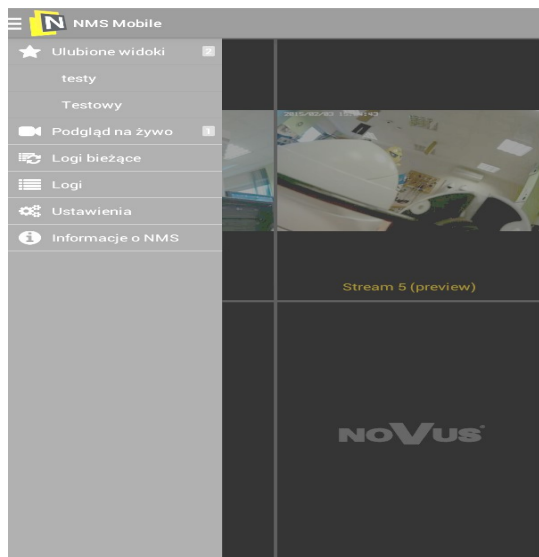 NMS Mobile
Ulubione widoki 2
testy
Testowy
Podgląd na żywo 1
Logi bieżące
Logi
Ustawienia
Informacje o NMS
Stream 5 (preview)
NOVUS